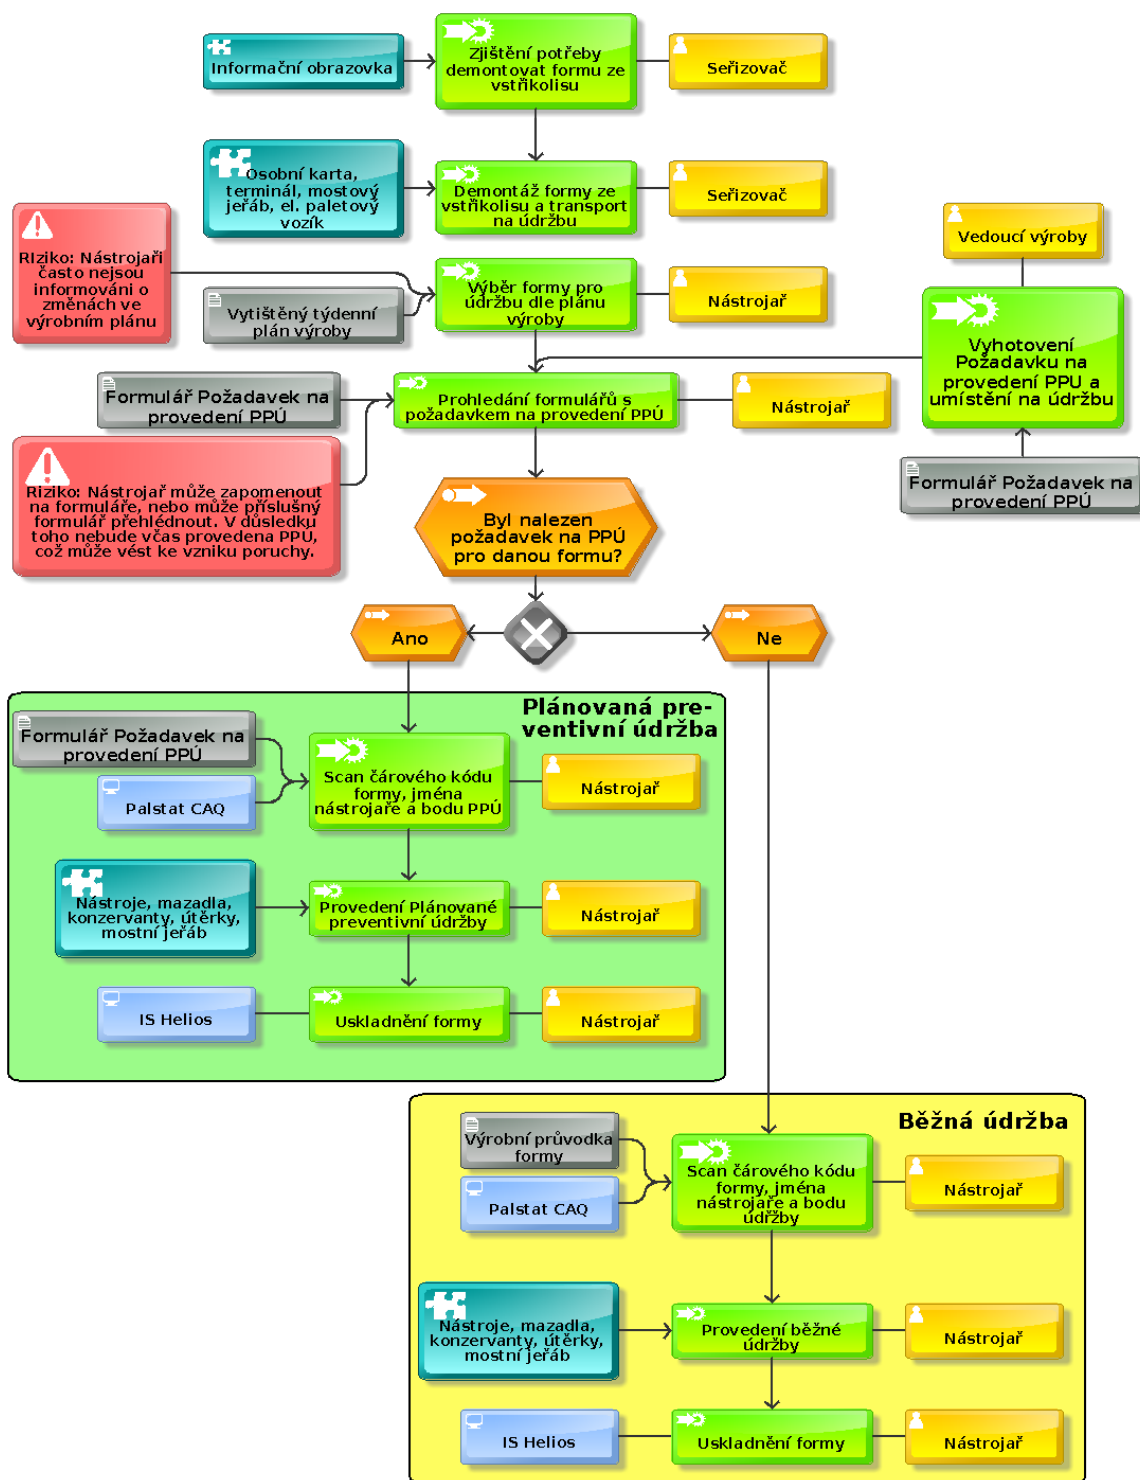 Informační obrazovka
Zjištění potřeby
demontovat formu ze
vstřikolisu
Seřizovač
Osobní karta,
terminál, mostový
jeřáb, el. paletový
vozík
Demontáž formy ze
vstřikolisu a transport
na údržbu
Seřizovač
RIziko: Nástrojaři
často nejsou
informováni o
změnách ve
výrobním plánu
Vytištěný týdenní
plán výroby
Výběr formy pro
údržbu dle plánu
výroby
Nástrojař
Vedoucí výroby
Vyhotovení
Požadavku na
provedení PPU a
umístění na údržbu
Formulář Požadavek na
provedení PPÚ
Formulář Požadavek na
provedení PPÚ
Prohledání formulářů s
požadavkem na provedení PPÚ
Nástrojař
Riziko: Nástrojař může zapomenout
na formuláře, nebo může příslušný
formulář přehlédnout. V důsledku
toho nebude včas provedena PPÚ,
což může vést ke vzniku poruchy.
Byl nalezen
požadavek na PPÚ
pro danou formu?
Ano
Ne
Plánovaná pre-
ventivní údržba
Formulář Požadavek na
provedení PPÚ
Palstat CAQ
Scan čárového kódu
formy, jména
nástrojaře a bodu PPÚ
Nástrojař
Nástroje, mazadla,
konzervanty, útěrky,
mostní jeřáb
Provedení Plánované
preventivní údržby
Nástrojař
IS Helios
Uskladnění formy
Nástrojař
Běžná údržba
Výrobní průvodka
formy
Palstat CAQ
Scan čárového kódu
formy, jména
nástrojaře a bodu
údržby
Nástrojař
Nástroje, mazadla,
konzervanty, útěrky,
mostní jeřáb
Provedení běžné
údržby
Nástrojař
IS Helios
Uskladnění formy
Nástrojař